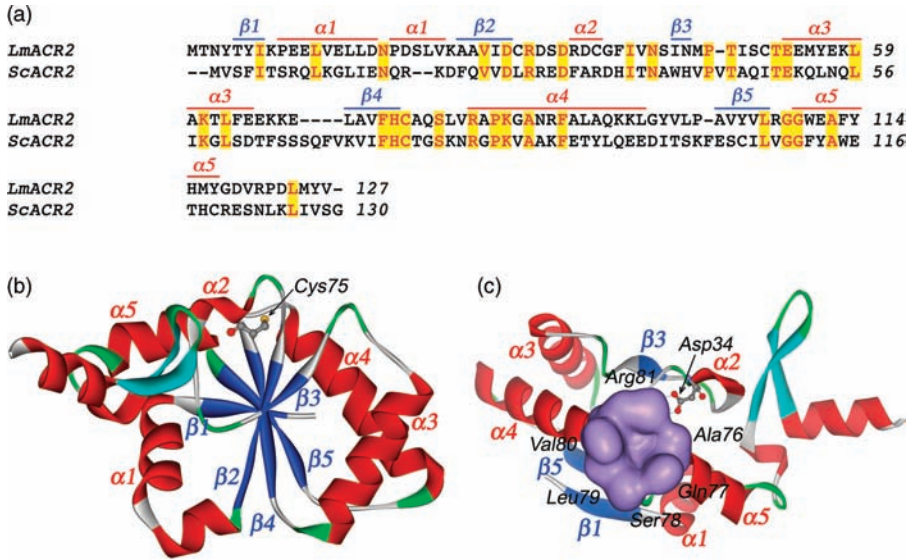 (a)
β1 α1 α1 β2 α2 β3 α3
LmACR2 MTNYTYIKPEELVELLDNPDSLVKAAVIDCRDSDRDCGFIVNSINMP-TISCTEEMYEKL 59
ScACR2 --MVSFITSRQLKGLIENQR--KDFQVVDLRREDFARDHITNAWHVPVTAQITEKQLNQL 56
α3 β4 α4 β5 α5
LmACR2 AKTLFEEKKE--LAVFHCAQSLVRAPKGANRFALAQKKLGYVLP-AVYVLRGGWEAFY 114
ScACR2 IKGLSDTFSSSQFVKVIFHCTGSKNRGPKVAAKFETYLQEEDITSKFESCILVGGFYAWE 116
α5
LmACR2 HMYGDVRPDLMYV- 127
ScACR2 THCRESNLKLIVSG 130
(b) α2 Cys75
α5
α4
β3
β1
α3
α1
β2 β5
β4
(c)
β3 Asp34
α3 α2
Arg81
α4
Val80 Ala76
β5
Leu79 Gln77
Ser78 α5
β1 α1